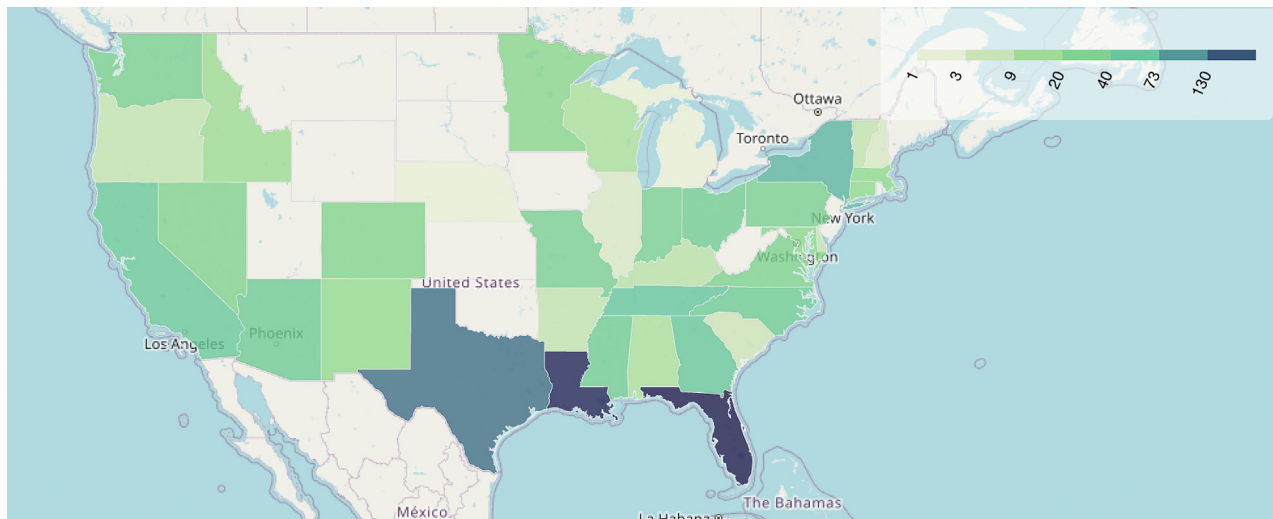 1 3 9 20 40 73 130
Ottawa
Toronto
New York
Washington
United States
Phoenix
Los Angeles
The Bahamas
México
La Habana